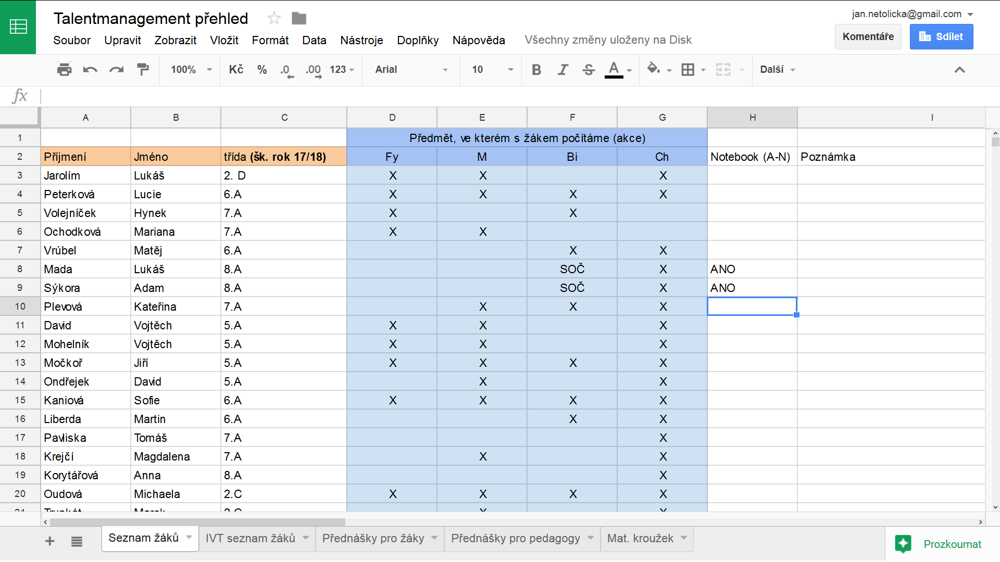 Talentmanagement přehled
jan.netolicka@gmail.com
Soubor Upravit Zobrazit Vložit Formát Data Nástroje Doplňky Nápověda Všechny změny uloženy na Disk
Komentáře Sdílet
100% Kč % .0 .00 123 Arial 10 B I S A Další
fx
A B C D E F G H I
1 Předmět, ve kterém s žákem počítáme (akce)
2 Příjmení Jméno třída (šk. rok 17/18) Fy M Bi Ch Notebook (A-N) Poznámka
3 Jarolím Lukáš 2. D X X X
4 Peterková Lucie 6.A X X X X
5 Volejníček Hynek 7.A X X
6 Ochodková Mariana 7.A X X
7 Vrúbel Matěj 6.A X X
8 Mada Lukáš 8.A SOČ X ANO
9 Sýkora Adam 8.A SOČ X ANO
10 Plevová Kateřina 7.A X X X
11 David Vojtěch 5.A X X X
12 Mohelník Vojtěch 5.A X X X
13 Močkoř Jiří 5.A X X X X
14 Ondřejek David 5.A X X
15 Kaniová Sofie 6.A X X X X
16 Liberda Martin 6.A X X
17 Pavliska Tomáš 7.A X
18 Krejčí Magdalena 7.A X X
19 Korytářová Anna 8.A X
20 Oudová Michaela 2.C X X X X
Seznam žáků IVT seznam žáků Přednášky pro žáky Přednášky pro pedagogy Mat. kroužek Prozkoumat